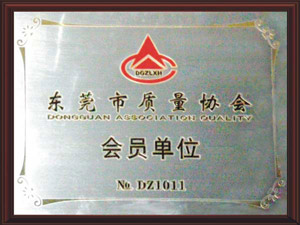 DGZLXH
东莞市质量协会
DONGGUAN ASSOCIATION QUALITY
会员单位
№ DZ1011